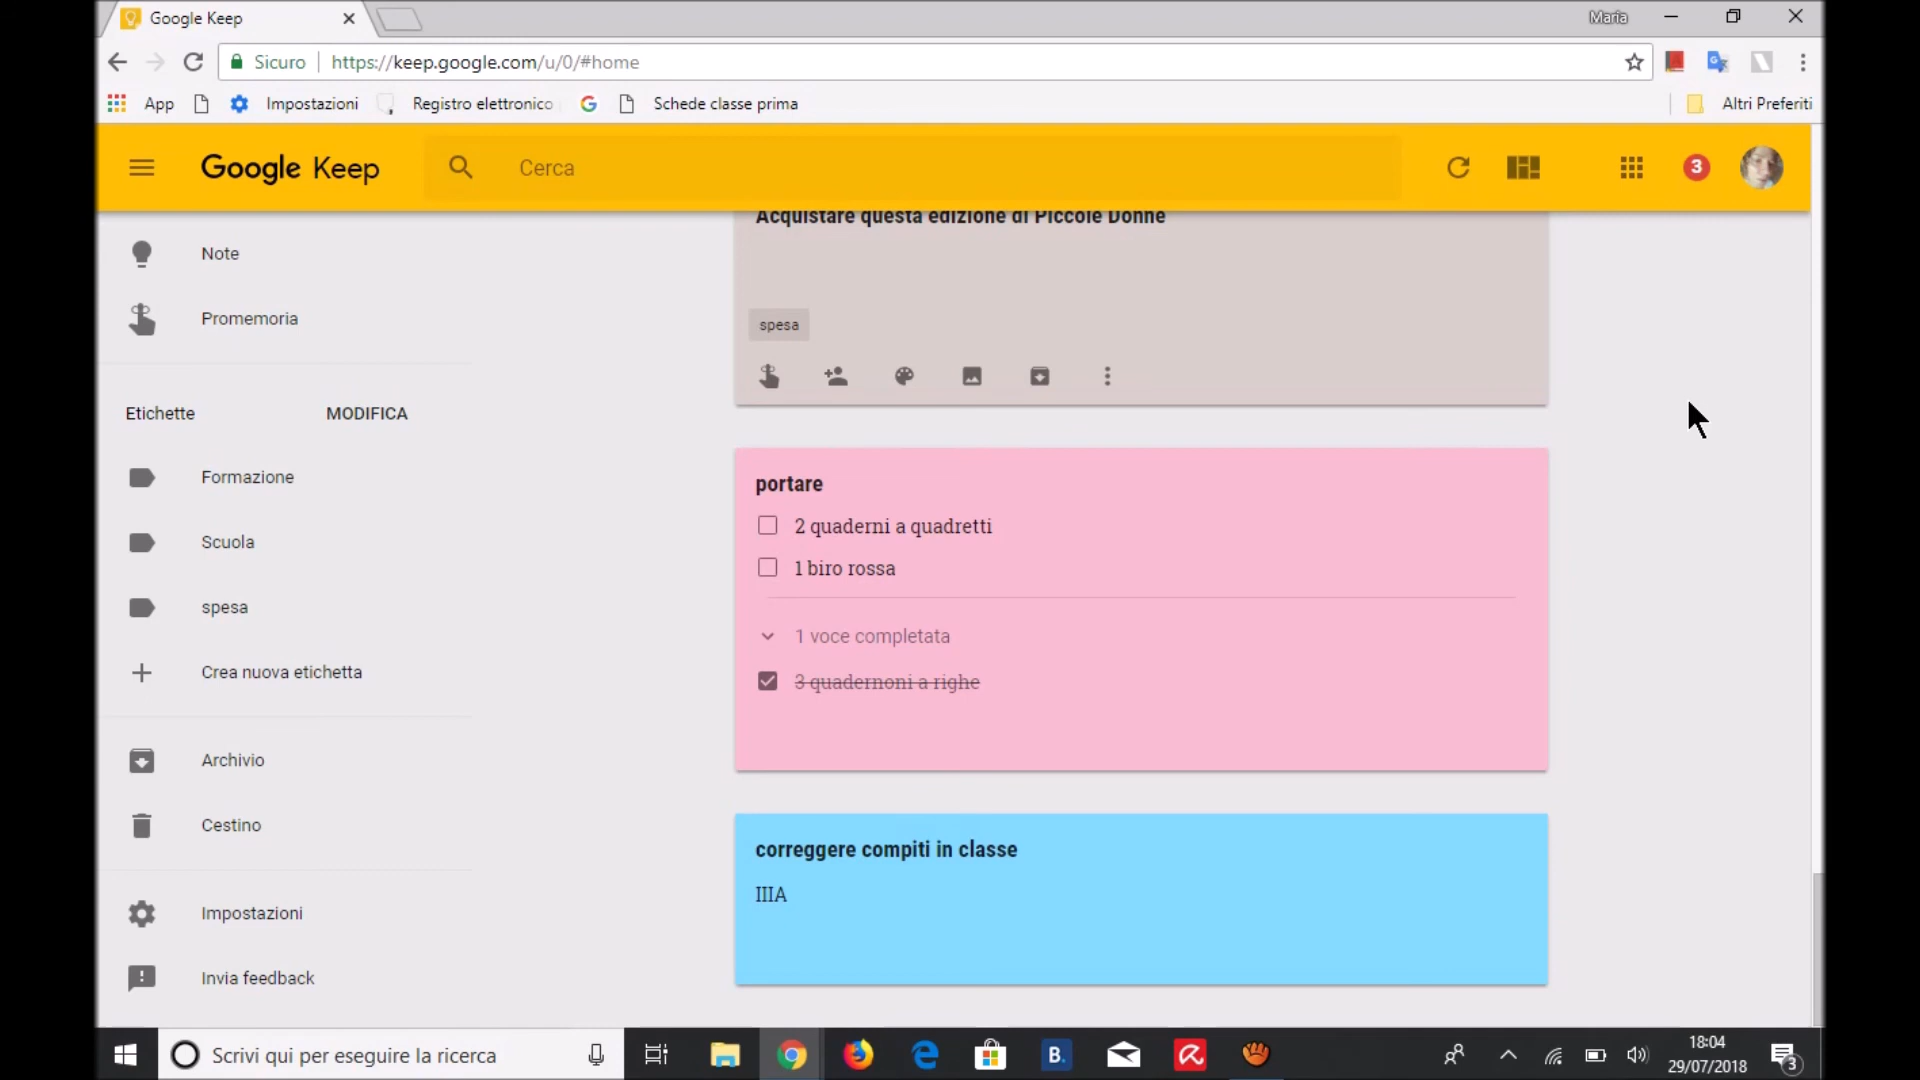 Google Keep
Maria
Sicuro
https://keep.google.com/u/0/#home
App
Impostazioni
Registro elettronico
Schede classe prima
Altri Preferiti
Google Keep
Cerca
3
Note
Promemoria
Etichette
MODIFICA
Formazione
Scuola
spesa
Crea nuova etichetta
Archivio
Cestino
Impostazioni
Invia feedback
Acquistare questa edizione di Piccole Donne
spesa
portare
2 quaderni a quadretti
1 biro rossa
1 voce completata
3 quadernoni a righe
correggere compiti in classe
IIIA
Scrivi qui per eseguire la ricerca
B.
18:04
29/07/2018
3